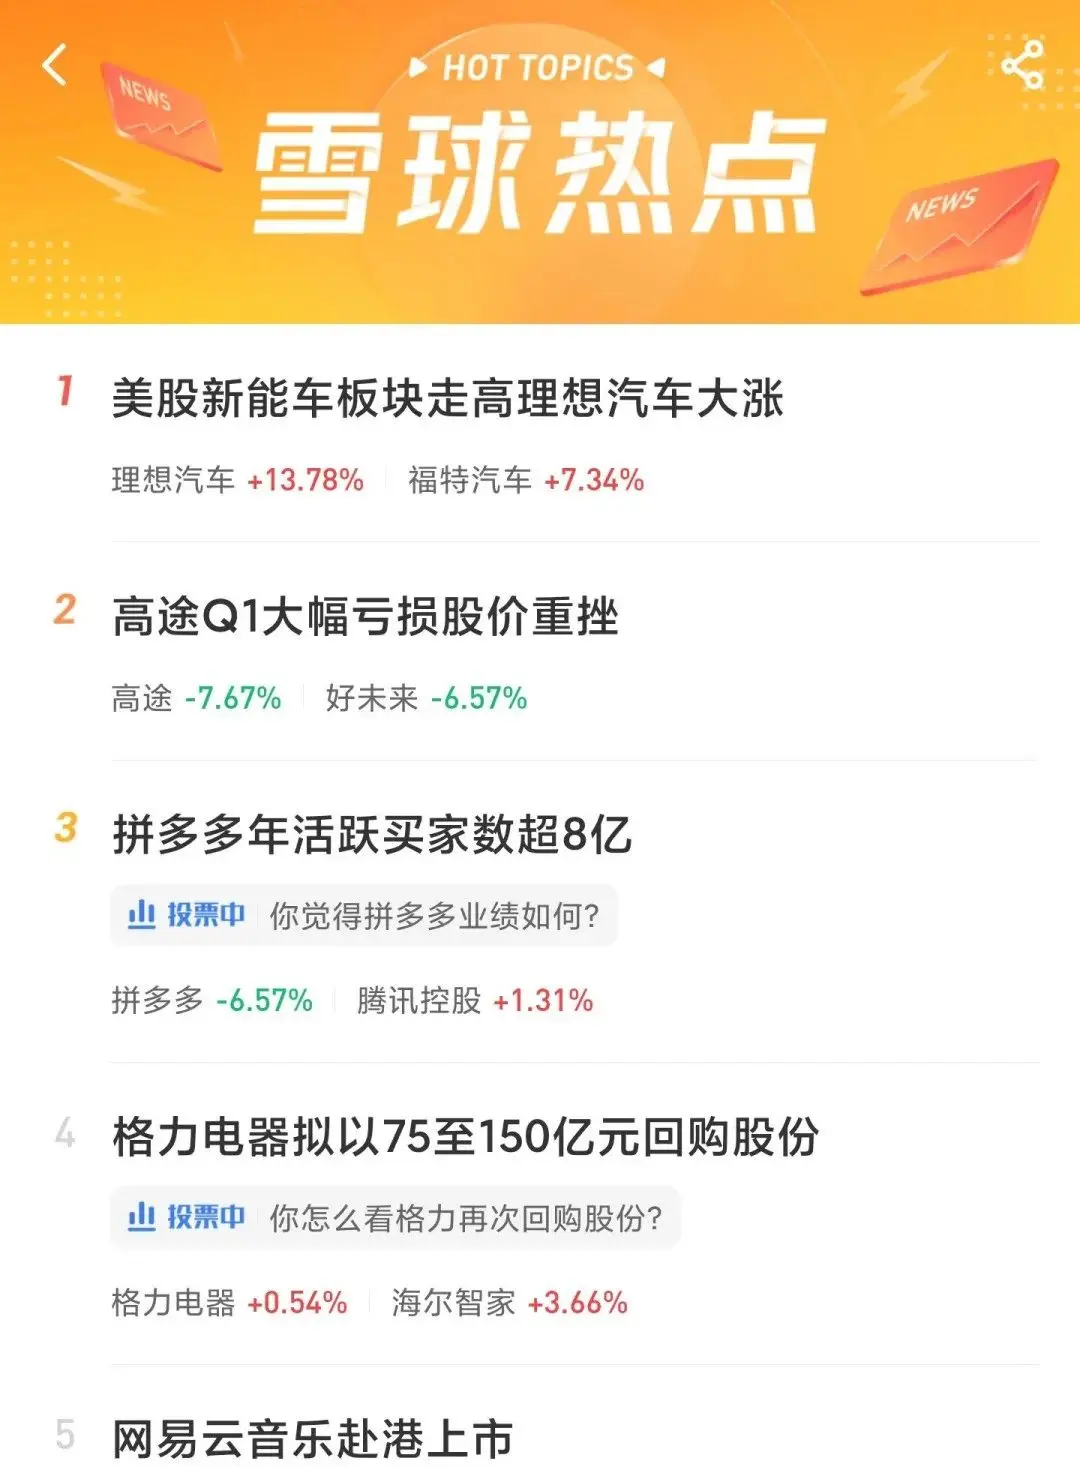 HOT TOPICS
NEWS
雪球热点
NEWS
1 美股新能车板块走高理想汽车大涨
理想汽车 +13.78% 福特汽车 +7.34%
2 高途Q1大幅亏损股价重挫
高途 -7.67% 好未来 -6.57%
3 拼多多年活跃买家数超8亿
投票中 你觉得拼多多业绩如何?
拼多多 -6.57% 腾讯控股 +1.31%
4 格力电器拟以75至150亿元回购股份
投票中 你怎么看格力再次回购股份?
格力电器 +0.54% 海尔智家 +3.66%
5 网易云音乐赴港上市